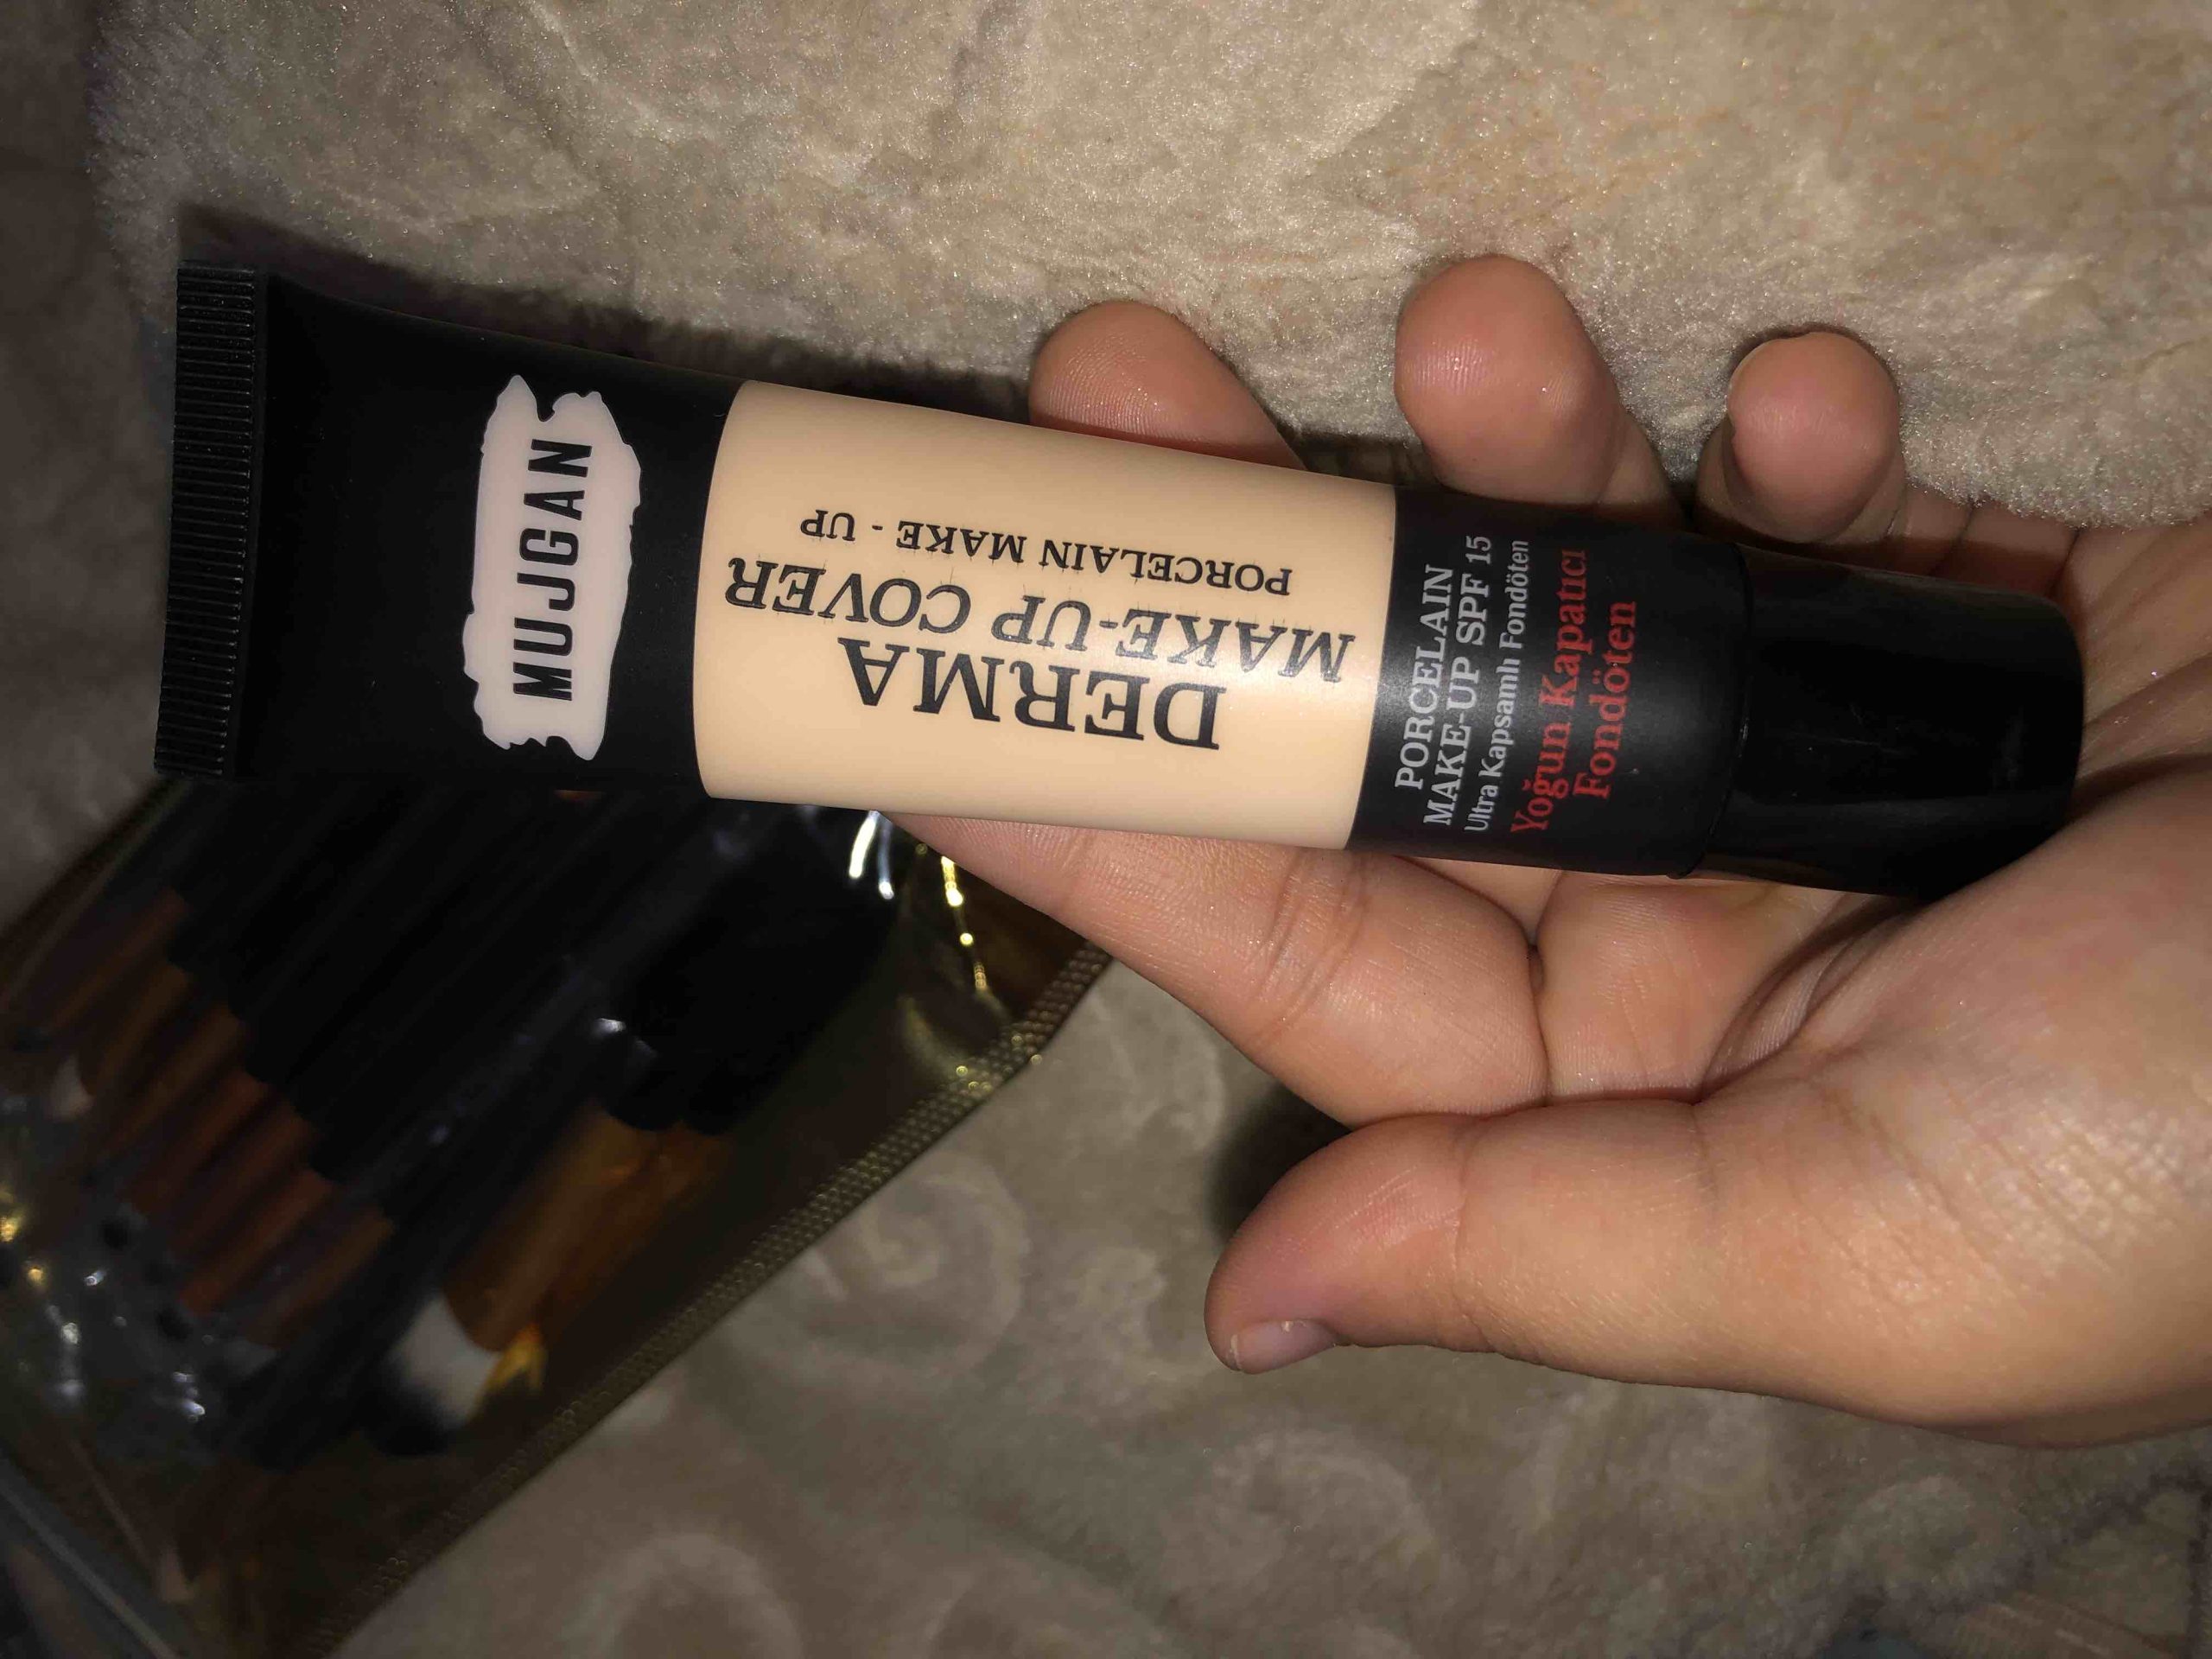 MUJGAN
DERMA
MAKE-UP COVER
PORCELAIN MAKE - UP
PORCELAIN
MAKE-UP SPF 15
Ultra Kapsamlı Fondöten
Yoğun Kapatıcı
Fondöten